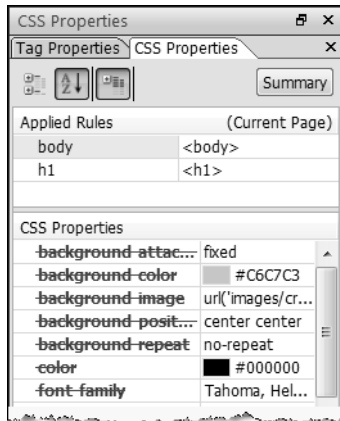 CSS Properties
Tag Properties CSS Properties
Summary
Applied Rules (Current Page)
body <body>
h1 <h1>
CSS Properties
background attac... fixed
background color #C6C7C3
background image url('images/cr...
background posit... center center
background repeat no-repeat
color #000000
font family Tahoma, Hel...